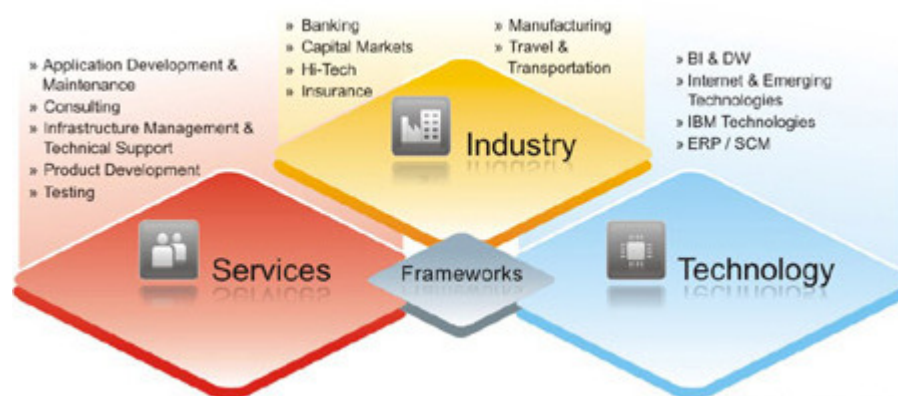 » Application Development &
Maintenance
» Consulting
» Infrastructure Management &
Technical Support
» Product Development
» Testing
» Banking
» Capital Markets
» Hi-Tech
» Insurance
» Manufacturing
» Travel &
Transportation
» BI & DW
» Internet & Emerging
Technologies
» IBM Technologies
» ERP / SCM
Industry
Services
Frameworks
Technology